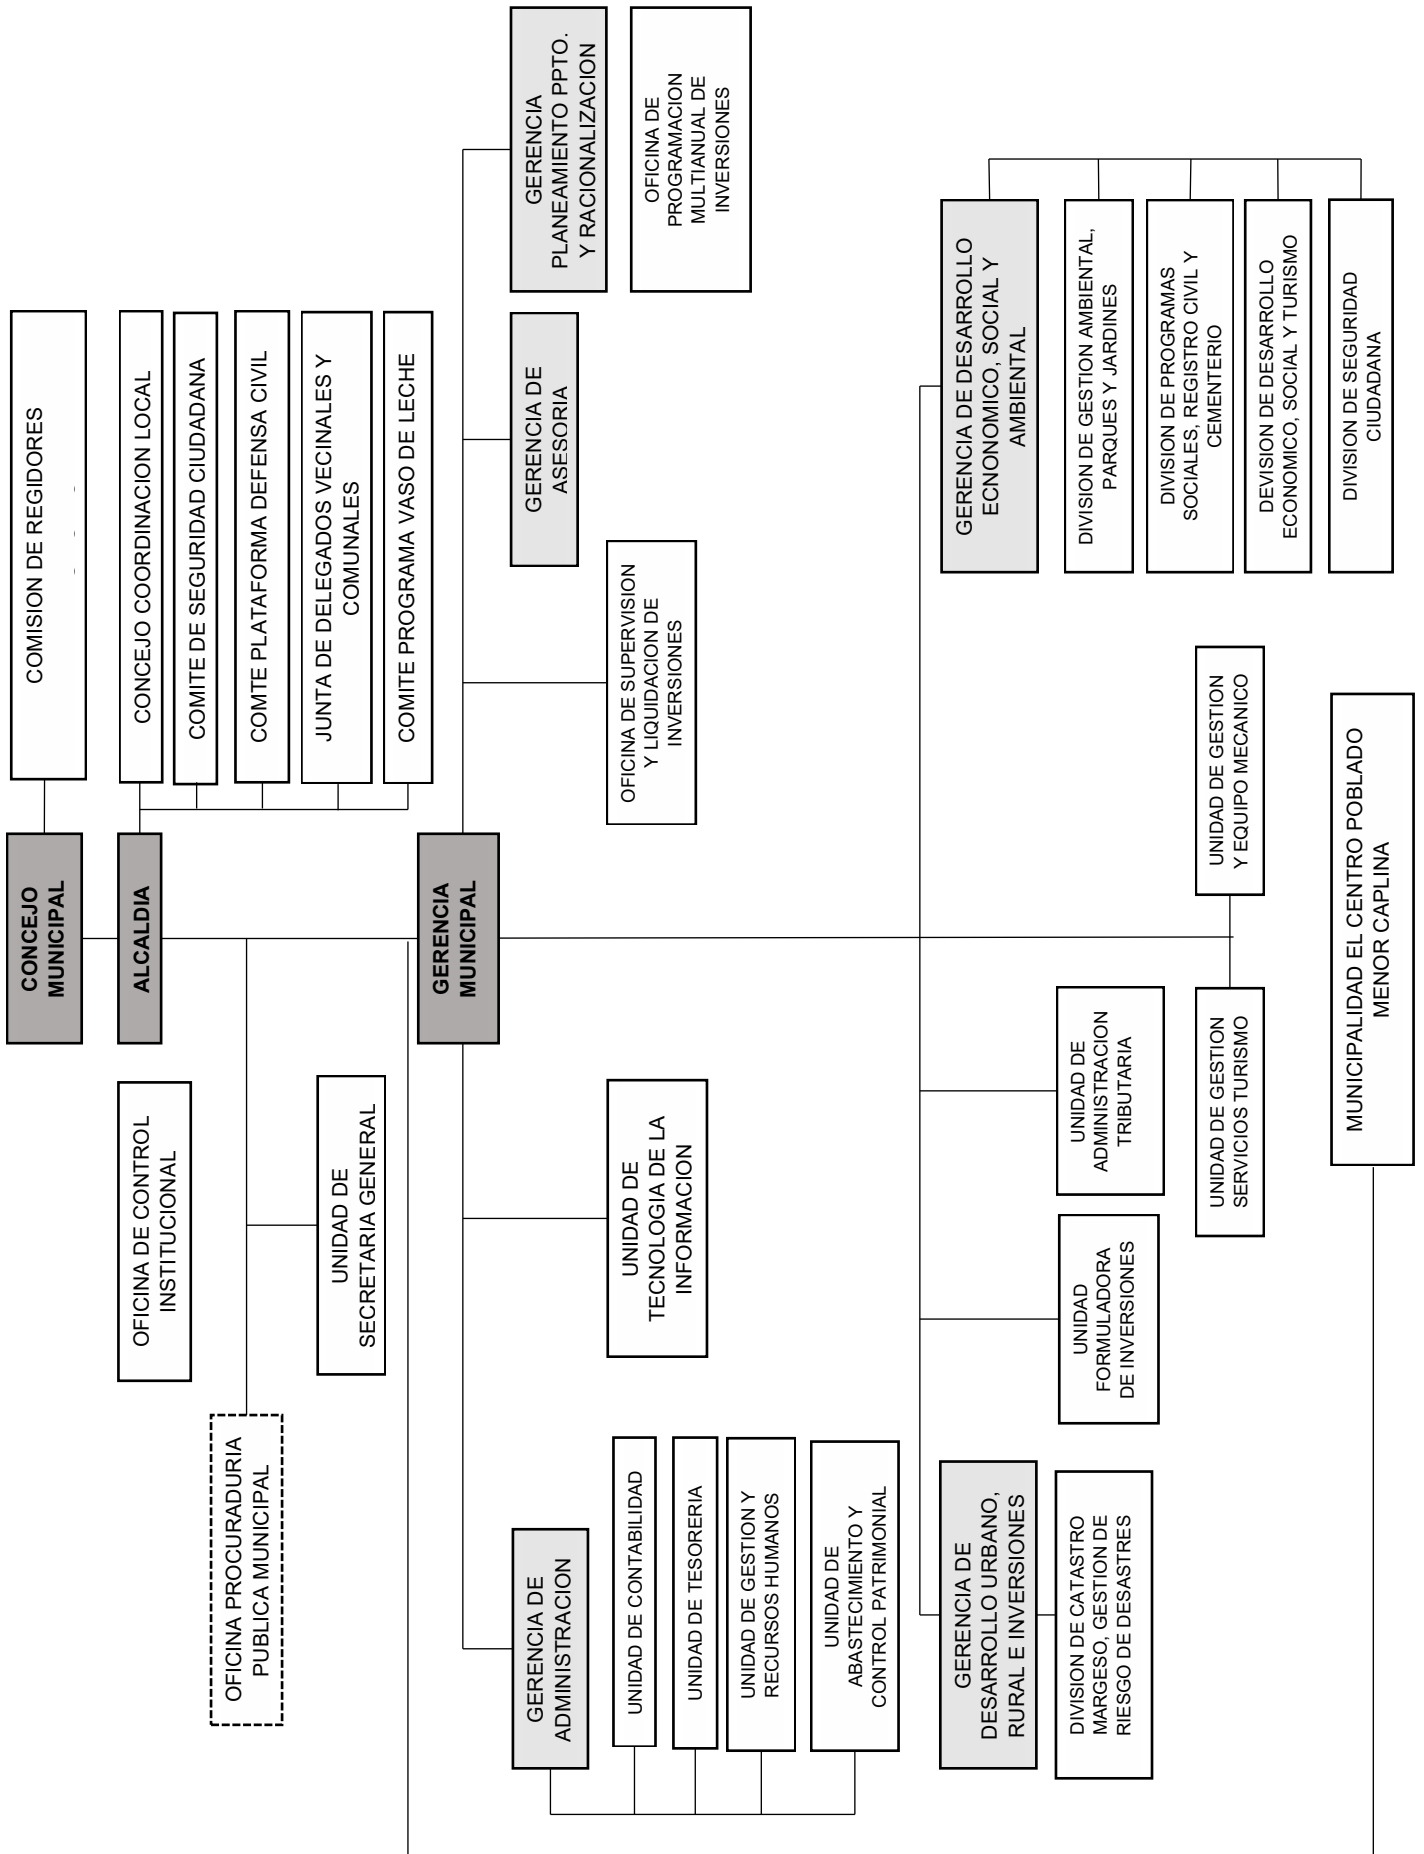 CONCEJO
MUNICIPAL
COMISION DE REGIDORES
ALCALDIA
OFICINA DE CONTROL
INSTITUCIONAL
CONCEJO COORDINACION LOCAL
COMITE DE SEGURIDAD CIUDADANA
COMTE PLATAFORMA DEFENSA CIVIL
JUNTA DE DELEGADOS VECINALES Y
COMUNALES
COMITE PROGRAMA VASO DE LECHE
OFICINA PROCURADURIA
PUBLICA MUNICIPAL
UNIDAD DE
SECRETARIA GENERAL
GERENCIA
MUNICIPAL
GERENCIA DE
ADMINISTRACION
GERENCIA DE
ASESORIA
GERENCIA
PLANEAMIENTO PPTO.
Y RACIONALIZACION
UNIDAD DE CONTABILIDAD
UNIDAD DE TESORERIA
UNIDAD DE GESTION Y
RECURSOS HUMANOS
UNIDAD DE
ABASTECIMIENTO Y
CONTROL PATRIMONIAL
UNIDAD DE
TECNOLOGIA DE LA
INFORMACION
OFICINA DE SUPERVISION
Y LIQUIDACION DE
INVERSIONES
OFICINA DE
PROGRAMACION
MULTIANUAL DE
INVERSIONES
GERENCIA DE
DESARROLLO URBANO,
RURAL E INVERSIONES
DIVISION DE CATASTRO
MARGESO, GESTION DE
RIESGO DE DESASTRES
UNIDAD
FORMULADORA
DE INVERSIONES
UNIDAD DE
ADMINISTRACION
TRIBUTARIA
GERENCIA DE DESARROLLO
ECNONOMICO, SOCIAL Y
AMBIENTAL
DIVISION DE GESTION AMBIENTAL,
PARQUES Y JARDINES
DIVISION DE PROGRAMAS
SOCIALES, REGISTRO CIVIL Y
CEMENTERIO
DEVISION DE DESARROLLO
ECONOMICO, SOCIAL Y TURISMO
DIVISION DE SEGURIDAD
CIUDADANA
UNIDAD DE GESTION
SERVICIOS TURISMO
UNIDAD DE GESTION
Y EQUIPO MECANICO
MUNICIPALIDAD EL CENTRO POBLADO
MENOR CAPLINA